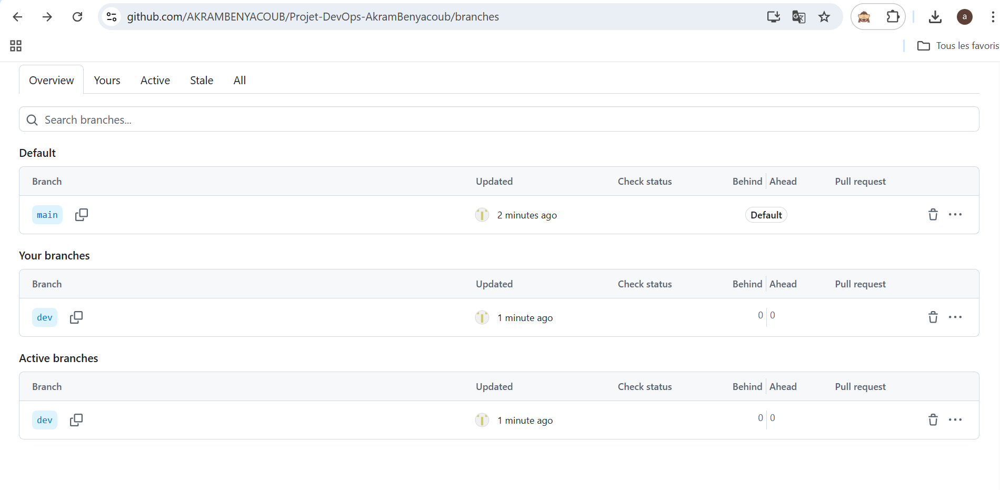 github.com/AKRAMBENYACOUB/Projet-DevOps-AkramBenyacoub/branches
a
Tous les favoris
Overview Yours Active Stale All
Search branches...
Default
Branch Updated Check status Behind Ahead Pull request
main 2 minutes ago Default
Your branches
Branch Updated Check status Behind Ahead Pull request
dev 1 minute ago 0 0
Active branches
Branch Updated Check status Behind Ahead Pull request
dev 1 minute ago 0 0